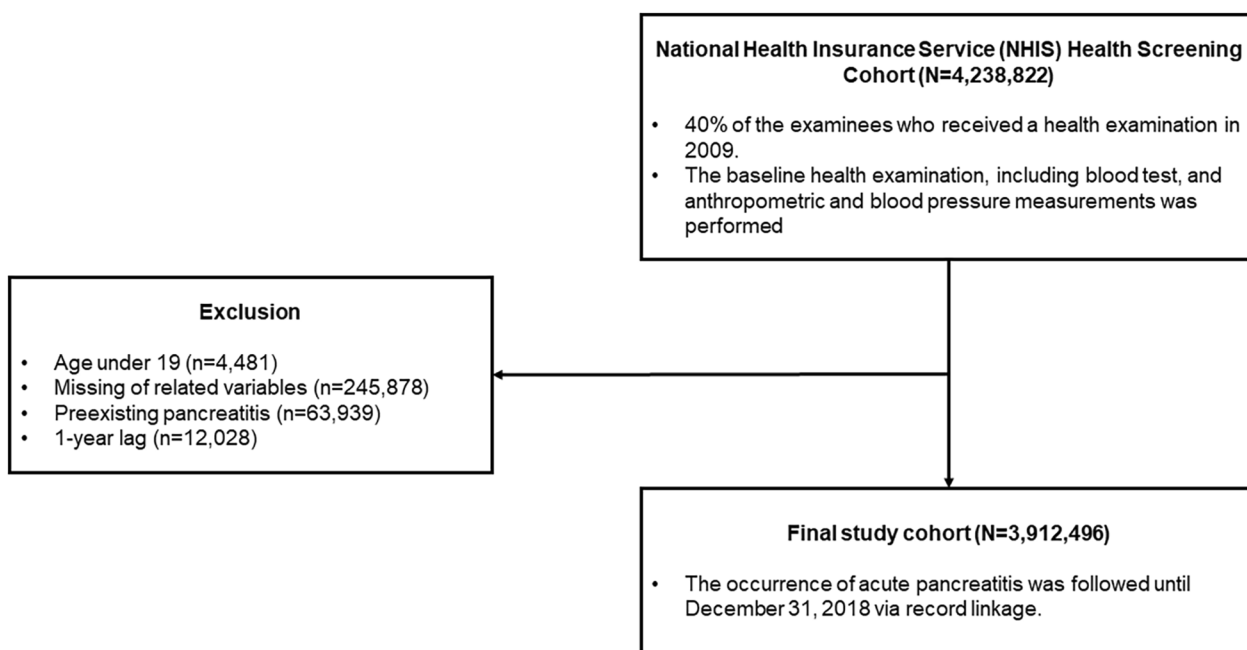 National Health Insurance Service (NHIS) Health Screening
Cohort (N=4,238,822)
• 40% of the examinees who received a health examination in
2009.
• The baseline health examination, including blood test, and
anthropometric and blood pressure measurements was
performed
Exclusion
• Age under 19 (n=4,481)
• Missing of related variables (n=245,878)
• Preexisting pancreatitis (n=63,939)
• 1-year lag (n=12,028)
Final study cohort (N=3,912,496)
• The occurrence of acute pancreatitis was followed until
December 31, 2018 via record linkage.